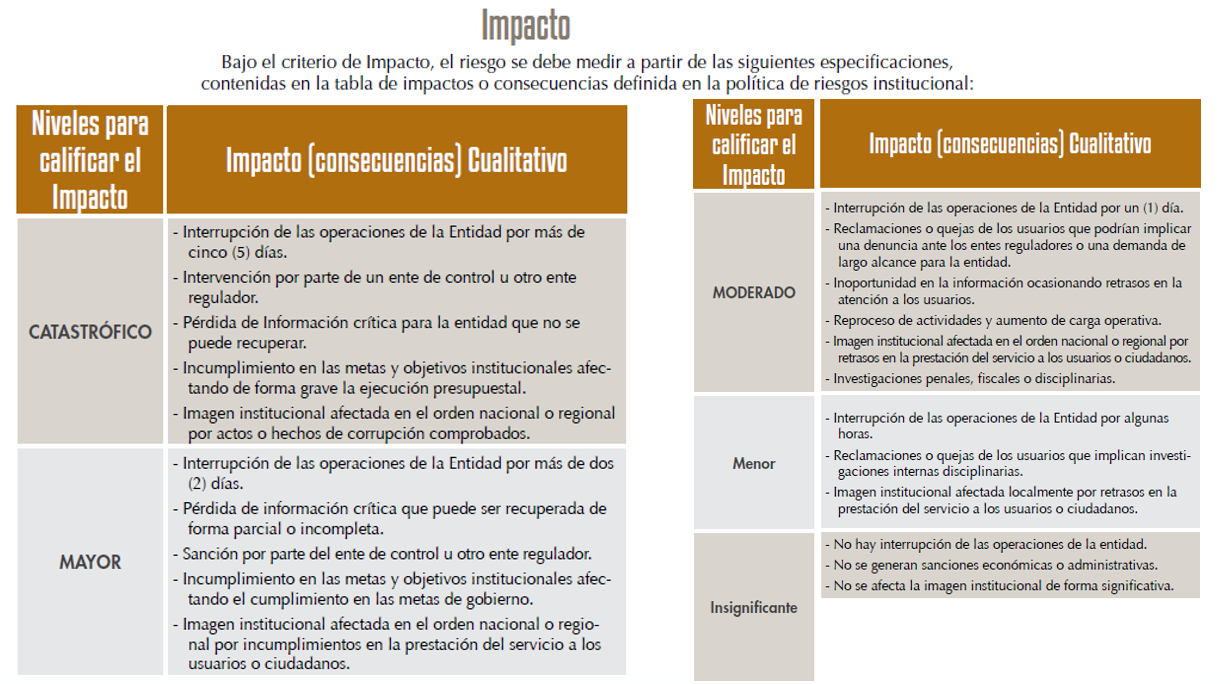 Impacto
Bajo el criterio de Impacto, el riesgo se debe medir a partir de las siguientes especificaciones,
contenidas en la tabla de impactos o consecuencias definida en la política de riesgos institucional:
Niveles para
calificar el
Impacto
Impacto (consecuencias) Cualitativo
CATASTRÓFICO
- Interrupción de las operaciones de la Entidad por más de
cinco (5) días.
- Intervención por parte de un ente de control u otro ente
regulador.
- Pérdida de Información crítica para la entidad que no se
puede recuperar.
- Incumplimiento en las metas y objetivos institucionales afec-
tando de forma grave la ejecución presupuestal.
- Imagen institucional afectada en el orden nacional o regional
por actos o hechos de corrupción comprobados.
MAYOR
- Interrupción de las operaciones de la Entidad por más de dos
(2) días.
- Pérdida de información crítica que puede ser recuperada de
forma parcial o incompleta.
- Sanción por parte del ente de control u otro ente regulador.
- Incumplimiento en las metas y objetivos institucionales afec-
tando el cumplimiento en las metas de gobierno.
- Imagen institucional afectada en el orden nacional o regio-
nal por incumplimientos en la prestación del servicio a los
usuarios o ciudadanos.
Niveles para
calificar el
Impacto
Impacto (consecuencias) Cualitativo
MODERADO
- Interrupción de las operaciones de la Entidad por un (1) día.
- Reclamaciones o quejas de los usuarios que podrían implicar
una denuncia ante los entes reguladores o una demanda de
largo alcance para la entidad.
- Inoportunidad en la información ocasionando retrasos en la
atención a los usuarios.
- Reproceso de actividades y aumento de carga operativa.
- Imagen institucional afectada en el orden nacional o regional por
retrasos en la prestación del servicio a los usuarios o ciudadanos.
- Investigaciones penales, fiscales o disciplinarias.
Menor
- Interrupción de las operaciones de la Entidad por algunas
horas.
- Reclamaciones o quejas de los usuarios que implican investi-
gaciones internas disciplinarias.
- Imagen institucional afectada localmente por retrasos en la
prestación del servicio a los usuarios o ciudadanos.
Insignificante
- No hay interrupción de las operaciones de la entidad.
- No se generan sanciones económicas o administrativas.
- No se afecta la imagen institucional de forma significativa.